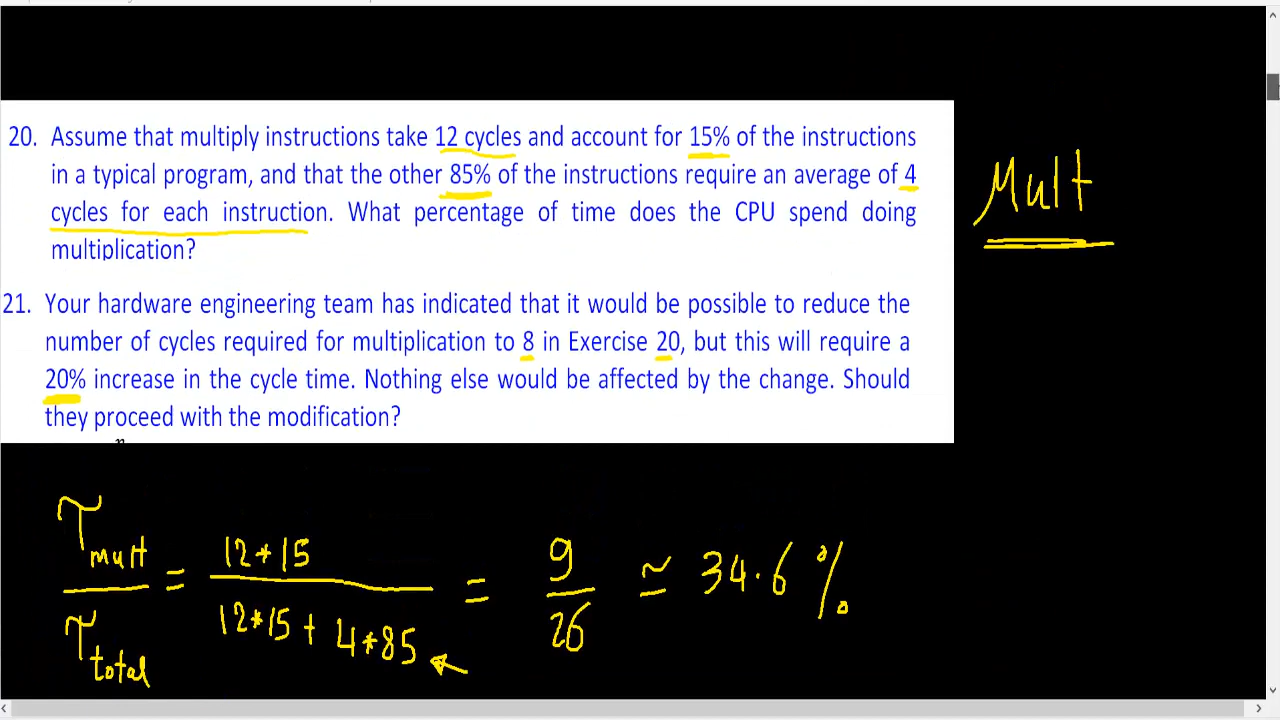 20. Assume that multiply instructions take 12 cycles and account for 15% of the instructions
in a typical program, and that the other 85% of the instructions require an average of 4
cycles for each instruction. What percentage of time does the CPU spend doing
multiplication?
Mult
21. Your hardware engineering team has indicated that it would be possible to reduce the
number of cycles required for multiplication to 8 in Exercise 20, but this will require a
20% increase in the cycle time. Nothing else would be affected by the change. Should
they proceed with the modification?
T mult / T total = 12*15 / 12*15 + 4*85 = 9/26 ≃ 34.6 %